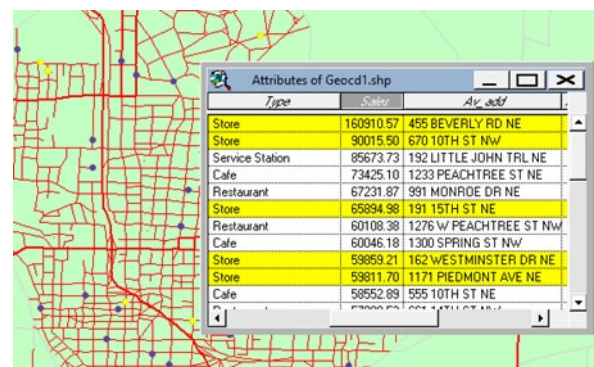 Attributes of Geocd1.shp
Type Sales Av_add
Store 160910.57 455 BEVERLY RD NE
Store 90015.50 670 10TH ST NW
Service Station 85673.73 192 LITTLE JOHN TRL NE
Cafe 73425.10 1233 PEACHTREE ST NE
Restaurant 67231.87 991 MONROE DR NE
Store 65894.98 191 15TH ST NE
Restaurant 60108.38 1276 W PEACHTREE ST NW
Cafe 60046.18 1300 SPRING ST NW
Store 59859.21 162 WESTMINSTER DR NE
Store 59811.70 1171 PIEDMONT AVE NE
Cafe 58552.89 555 10TH ST NE